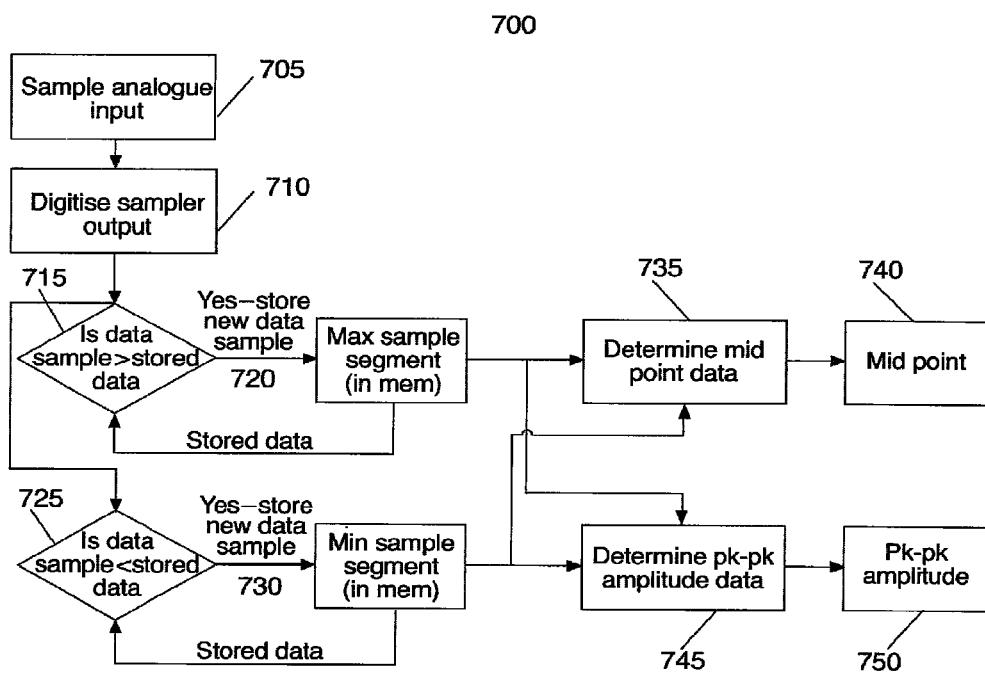 700
Sample analogue
input
705
Digitise sampler
output
710
715
Is data
sample>stored
data
Yes–store
new data
sample
720
Max sample
segment
(in mem)
Stored data
735
Determine mid
point data
740
Mid point
725
Is data
sample<stored
data
Yes–store
new data
sample
730
Min sample
segment
(in mem)
Stored data
Determine pk-pk
amplitude data
745
Pk-pk
amplitude
750